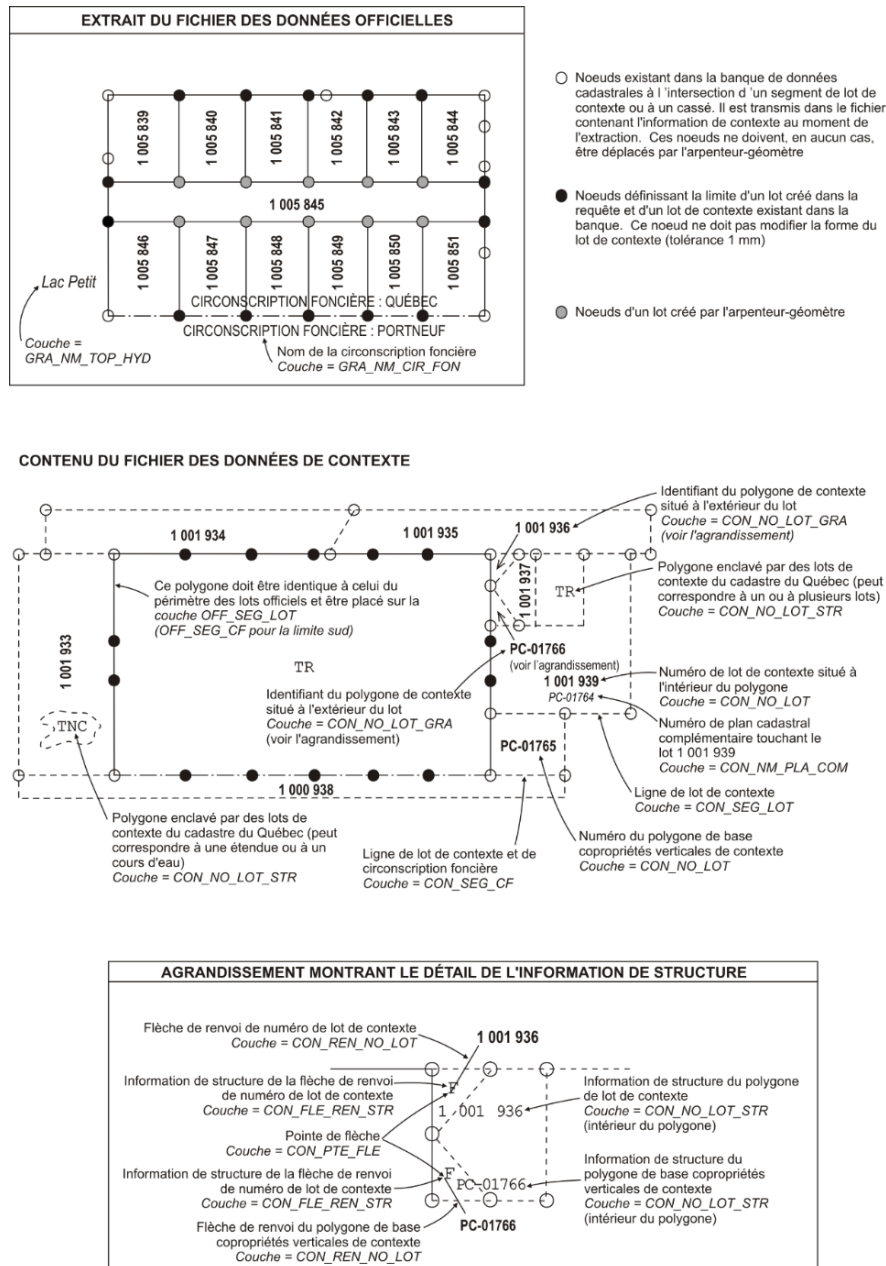 EXTRAIT DU FICHIER DES DONNÉES OFFICIELLES
1 005 839
1 005 840
1 005 841
1 005 842
1 005 843
1 005 844
1 005 845
1 005 846
1 005 847
1 005 848
1 005 849
1 005 850
1 005 851
Lac Petit
CIRCONSCRIPTION FONCIÈRE : QUÉBEC
CIRCONSCRIPTION FONCIÈRE : PORTNEUF
Couche =
GRA_NM_TOP_HYD
Nom de la circonscription foncière
Couche = GRA_NM_CIR_FON
Noeuds existant dans la banque de données
cadastrales à l 'intersection d 'un segment de lot de
contexte ou à un cassé. Il est transmis dans le fichier
contenant l'information de contexte au moment de
l'extraction. Ces noeuds ne doivent, en aucun cas,
être déplacés par l'arpenteur-géomètre
Noeuds définissant la limite d'un lot créé dans la
requête et d'un lot de contexte existant dans la
banque. Ce noeud ne doit pas modifier la forme du
lot de contexte (tolérance 1 mm)
Noeuds d'un lot créé par l'arpenteur-géomètre
CONTENU DU FICHIER DES DONNÉES DE CONTEXTE
1 001 934
1 001 935
1 001 936
1 001 937
1 001 933
Ce polygone doit être identique à celui du
périmètre des lots officiels et être placé sur la
couche OFF_SEG_LOT
(OFF_SEG_CF pour la limite sud)
TR
TR
TNC
Identifiant du polygone de contexte
situé à l'extérieur du lot
Couche = CON_NO_LOT_GRA
(voir l'agrandissement)
PC-01766
(voir l'agrandissement)
1 001 939
PC-01764
PC-01765
1 000 938
Identifiant du polygone de contexte
situé à l'extérieur du lot
Couche = CON_NO_LOT_GRA
(voir l'agrandissement)
Polygone enclavé par des lots de
contexte du cadastre du Québec (peut
correspondre à un ou à plusieurs lots)
Couche = CON_NO_LOT_STR
Numéro de lot de contexte situé à
l'intérieur du polygone
Couche = CON_NO_LOT
Numéro de plan cadastral
complémentaire touchant le
lot 1 001 939
Couche = CON_NM_PLA_COM
Ligne de lot de contexte
Couche = CON_SEG_LOT
Numéro du polygone de base
copropriétés verticales de contexte
Couche = CON_NO_LOT
Polygone enclavé par des lots de
contexte du cadastre du Québec (peut
correspondre à une étendue ou à un
cours d'eau)
Couche = CON_NO_LOT_STR
Ligne de lot de contexte et de
circonscription foncière
Couche = CON_SEG_CF
AGRANDISSEMENT MONTRANT LE DÉTAIL DE L'INFORMATION DE STRUCTURE
Flèche de renvoi de numéro de lot de contexte
Couche = CON_REN_NO_LOT
1 001 936
Information de structure de la flèche de renvoi
de numéro de lot de contexte
Couche = CON_FLE_REN_STR
F
1 001 936
Pointe de flèche
Couche = CON_PTE_FLE
Information de structure de la flèche de renvoi
de numéro de lot de contexte
Couche = CON_FLE_REN_STR
F
PC-01766
Flèche de renvoi du polygone de base
copropriétés verticales de contexte
Couche = CON_REN_NO_LOT
PC-01766
Information de structure du polygone
de lot de contexte
Couche = CON_NO_LOT_STR
(intérieur du polygone)
Information de structure du
polygone de base copropriétés
verticales de contexte
Couche = CON_NO_LOT_STR
(intérieur du polygone)